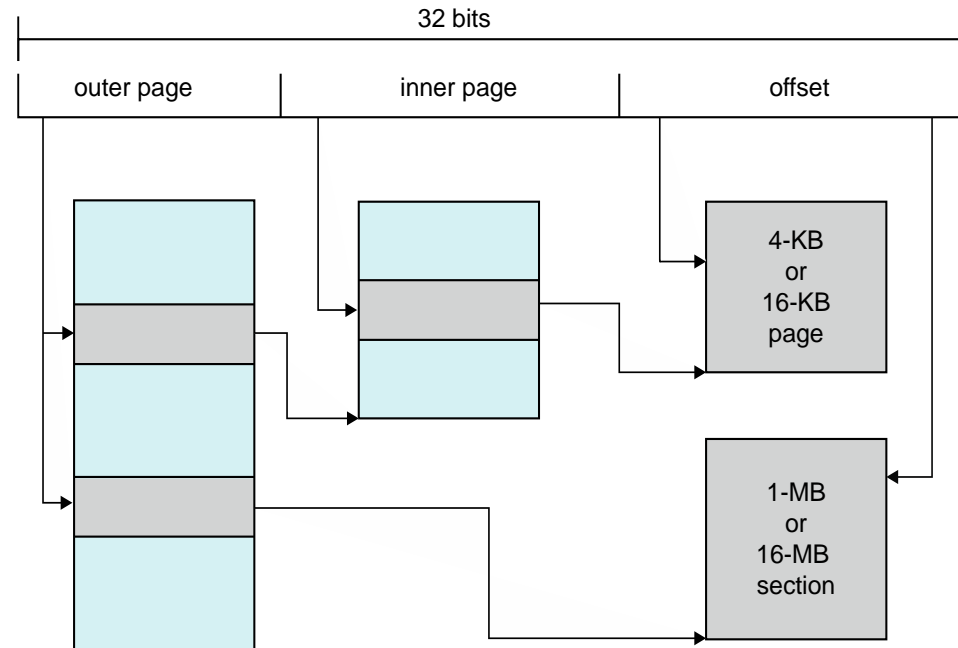 32 bits
outer page
inner page
offset
4-KB
or
16-KB
page
1-MB
or
16-MB
section